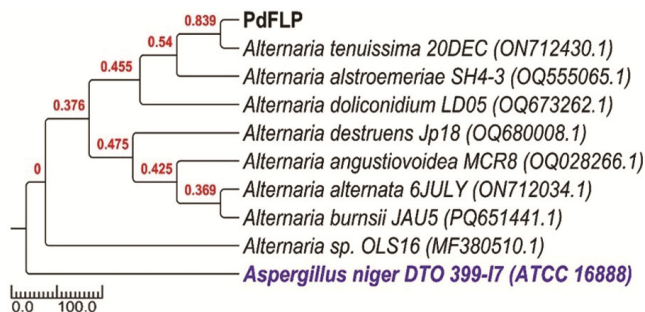 0.839
PdFLP
0.54
Alternaria tenuissima 20DEC (ON712430.1)
0.455
Alternaria alstroemeriae SH4-3 (OQ555065.1)
0.376
Alternaria doliconidium LD05 (OQ673262.1)
0.475
Alternaria destruens Jp18 (OQ680008.1)
0.425
Alternaria angustiovoidea MCR8 (OQ028266.1)
0
0.369
Alternaria alternata 6JULY (ON712034.1)
Alternaria burnsii JAU5 (PQ651441.1)
Alternaria sp. OLS16 (MF380510.1)
Aspergillus niger DTO 399-I7 (ATCC 16888)
0.0 100.0